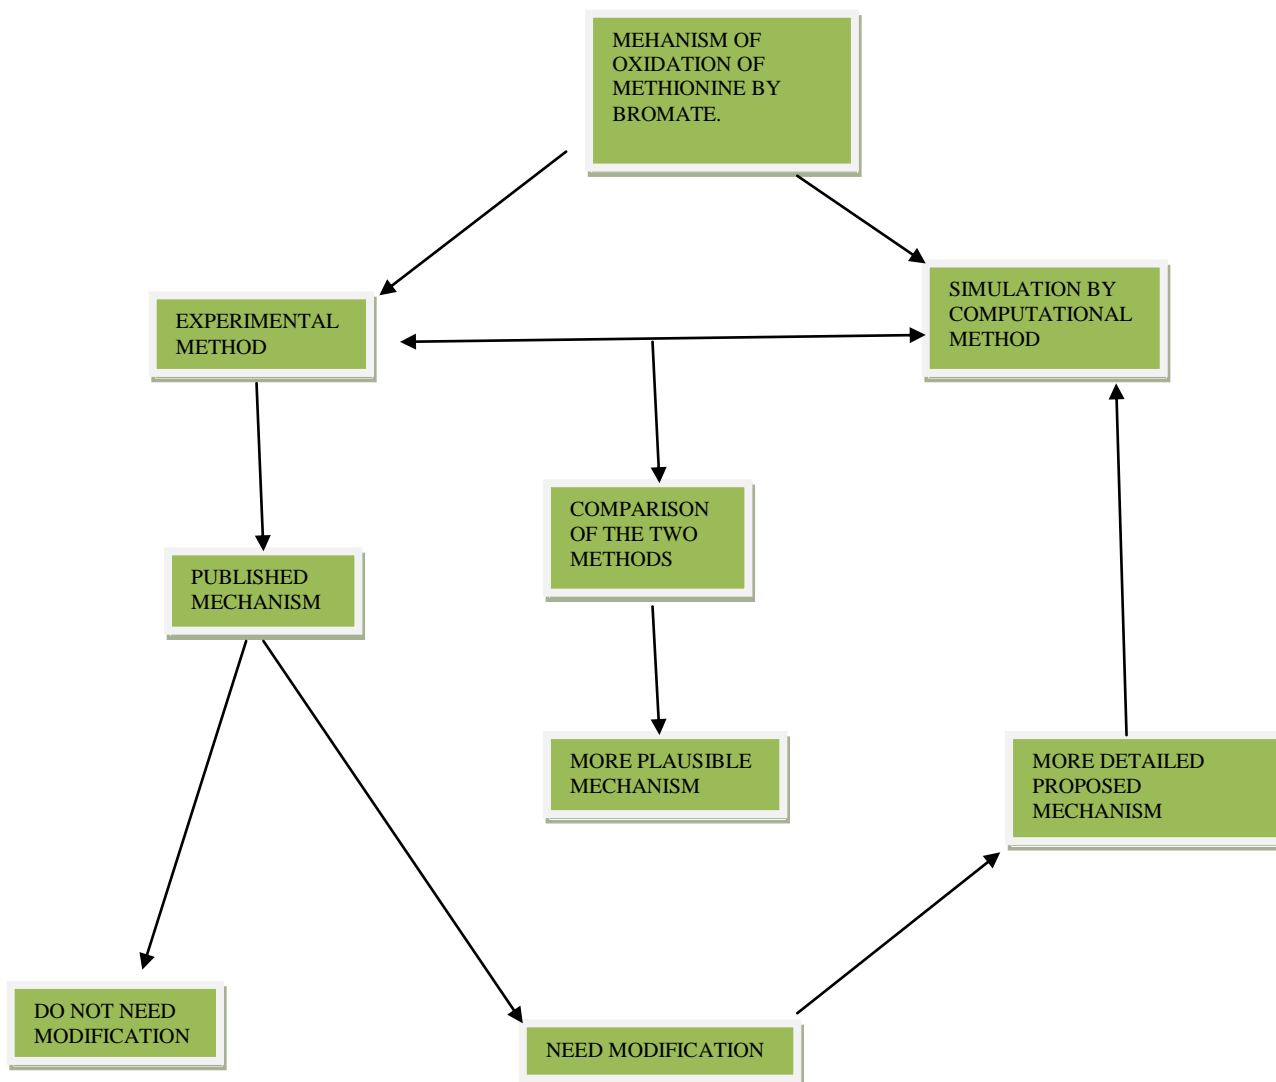 MEHANISM OF
OXIDATION OF
METHIONINE BY
BROMATE.
EXPERIMENTAL
METHOD
SIMULATION BY
COMPUTATIONAL
METHOD
COMPARISON
OF THE TWO
METHODS
PUBLISHED
MECHANISM
MORE PLAUSIBLE
MECHANISM
MORE DETAILED
PROPOSED
MECHANISM
DO NOT NEED
MODIFICATION
NEED MODIFICATION